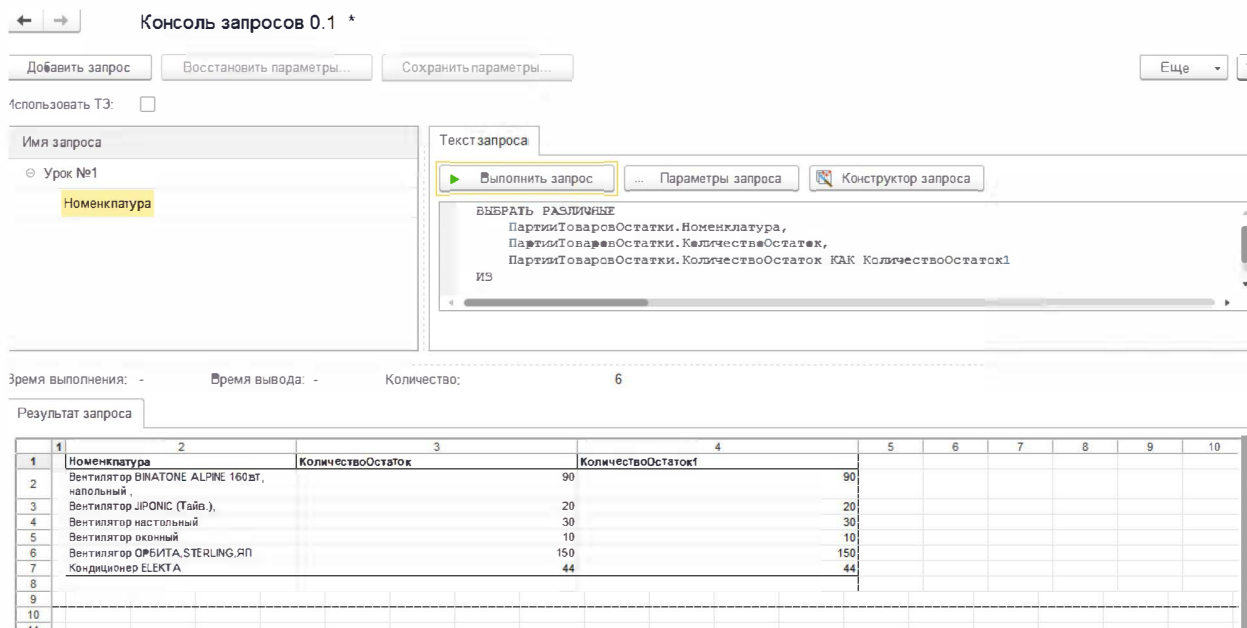 Консоль запросов 0.1 *
Добавить запрос Восстановить параметры... Сохранить параметры... Еще
Использовать ТЗ:
Имя запроса
Урок №1
Номенклатура
Текст запроса
Выполнить запрос ... Параметры запроса Конструктор запроса
ВЫБРАТЬ РАЗЛИЧНЫЕ
ПартииТоваровОстатки.Номенклатура,
ПартииТоваровОстатки.КоличествоОстаток,
ПартииТоваровОстатки.КоличествоОстаток КАК КоличествоОстаток1
ИЗ
Время выполнения: - Время вывода: - Количество: 6
Результат запроса
1 2 3 4 5 6 7 8 9 10
1 Номенклатура КоличествоОстаток КоличествоОстаток1
2 Вентилятор BINATONE ALPINE 160вт, напольный , 90 90
3 Вентилятор JIPONIC (Тайв.), 20 20
4 Вентилятор настольный 30 30
5 Вентилятор оконный 10 10
6 Вентилятор ОРБИТА,STERLING,ЯП 150 150
7 Кондиционер ELEKTA 44 44
8
9
10
11